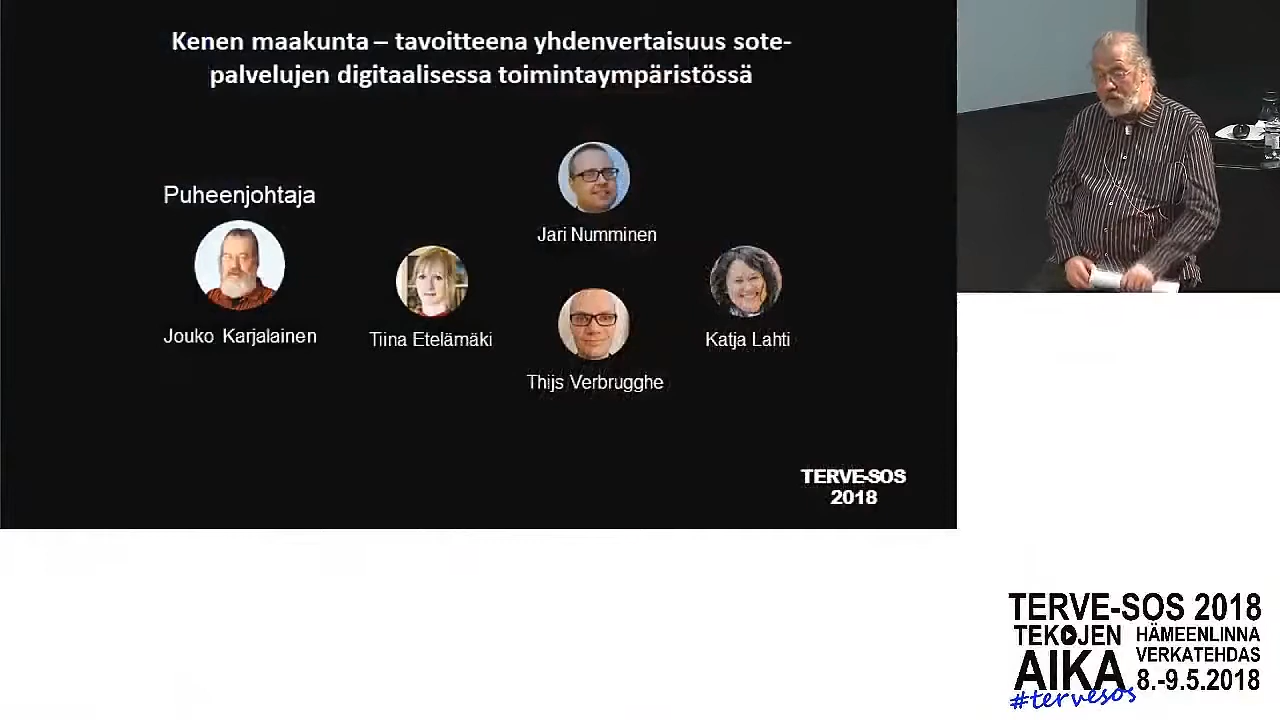 Kenen maakunta – tavoitteena yhdenvertaisuus sote-
palvelujen digitaalisessa toimintaympäristössä
Puheenjohtaja
Jouko Karjalainen
Tiina Etelämäki
Jari Numminen
Thijs Verbrugghe
Katja Lahti
TERVE-SOS
2018
TERVE-SOS 2018
TEKOJEN
AIKA
HÄMEENLINNA
VERKATEHDAS
8.-9.5.2018
#tervesos